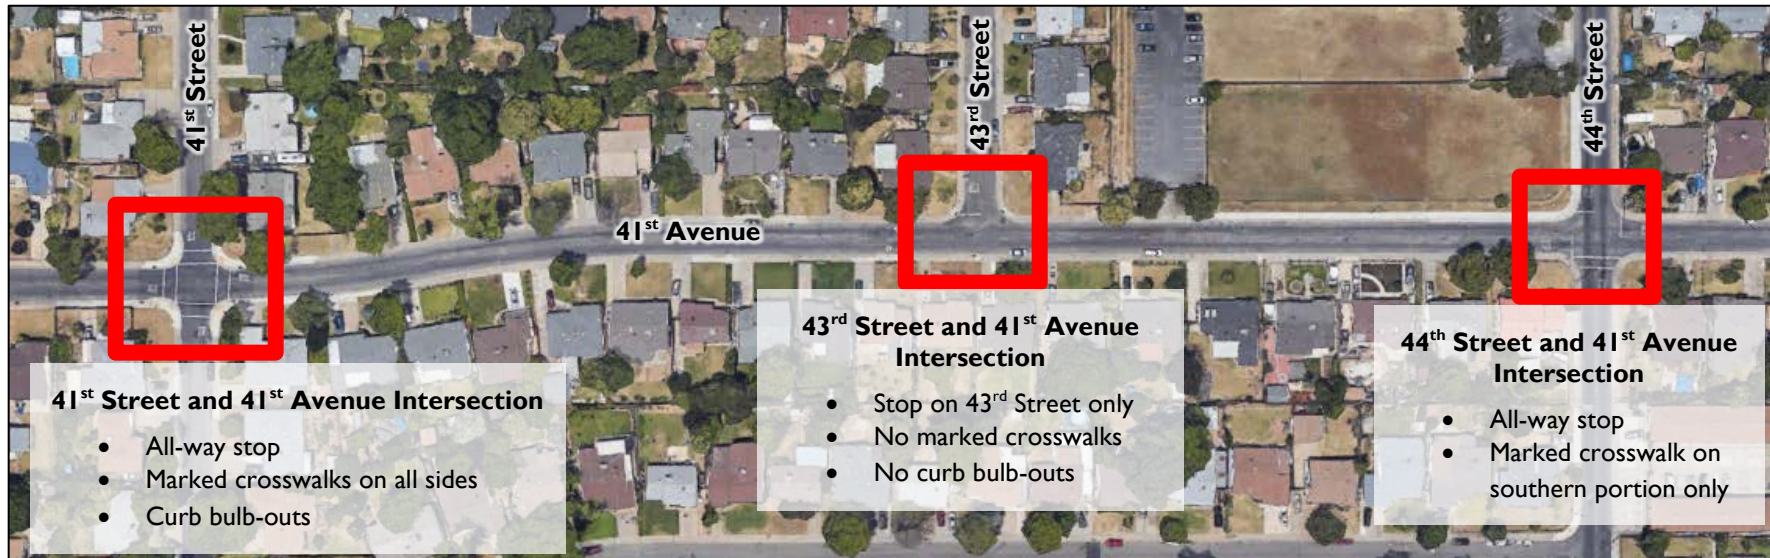 41st Street
43rd Street
44th Street
41st Avenue
41st Street and 41st Avenue Intersection
• All-way stop
• Marked crosswalks on all sides
• Curb bulb-outs
43rd Street and 41st Avenue
Intersection
• Stop on 43rd Street only
• No marked crosswalks
• No curb bulb-outs
44th Street and 41st Avenue
Intersection
• All-way stop
• Marked crosswalk on
southern portion only